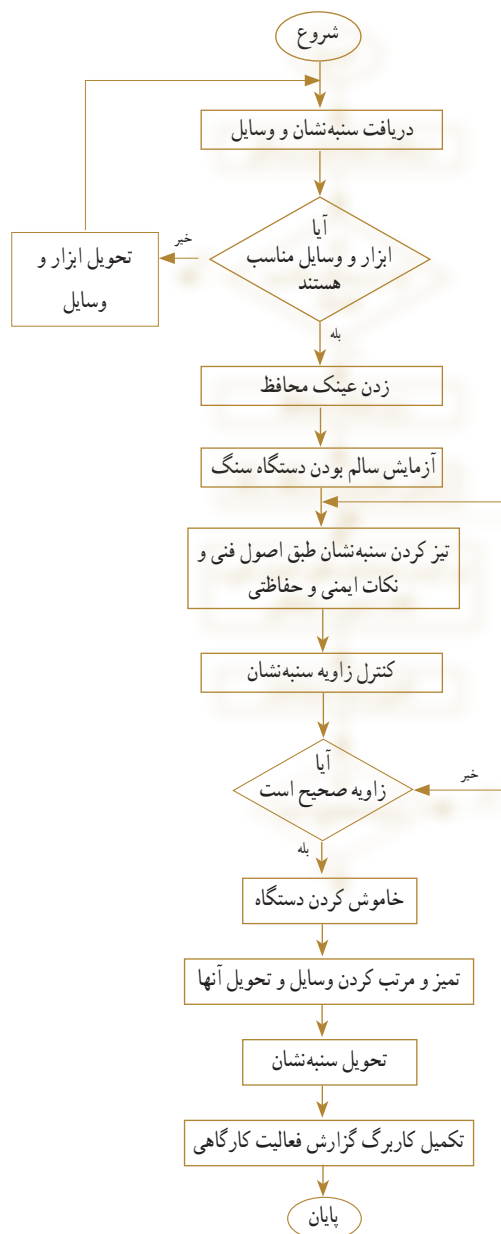 شروع
دریافت سنبه‌نشان و وسایل
آیا
ابزار و وسایل مناسب
هستند
خیر
تحویل ابزار و
وسایل
بله
زدن عینک محافظ
آزمایش سالم بودن دستگاه سنگ
تیز کردن سنبه‌نشان طبق اصول فنی و
نکات ایمنی و حفاظتی
کنترل زاویه سنبه‌نشان
آیا
زاویه صحیح است
خیر
بله
خاموش کردن دستگاه
تمیز و مرتب کردن وسایل و تحویل آنها
تحویل سنبه‌نشان
تکمیل کاربرگ گزارش فعالیت کارگاهی
پایان